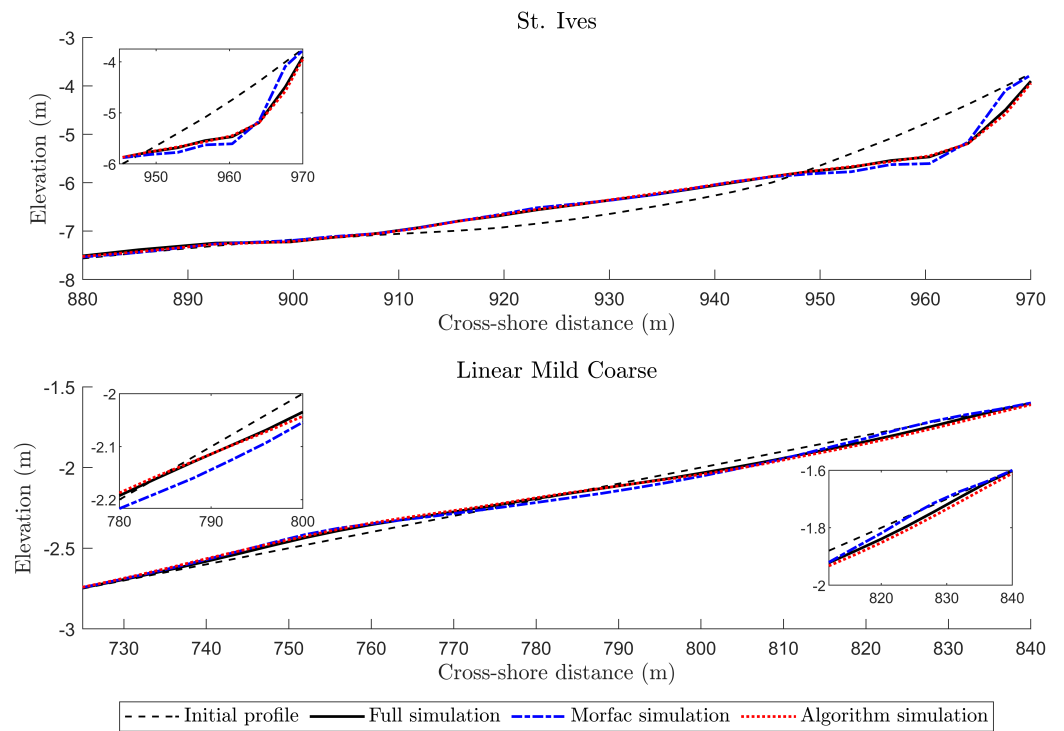 St. Ives
-3
-4
-5
-6
-7
-8
Elevation (m)
880 890 900 910 920 930 940 950 960 970
Cross-shore distance (m)
-4
-5
-6
950 960 970
Linear Mild Coarse
-1.5
-2
-2.5
-3
Elevation (m)
730 740 750 760 770 780 790 800 810 820 830 840
Cross-shore distance (m)
-2
-2.1
-2.2
780 790 800
-1.6
-1.8
-2
820 830 840
Initial profile Full simulation Morfac simulation Algorithm simulation